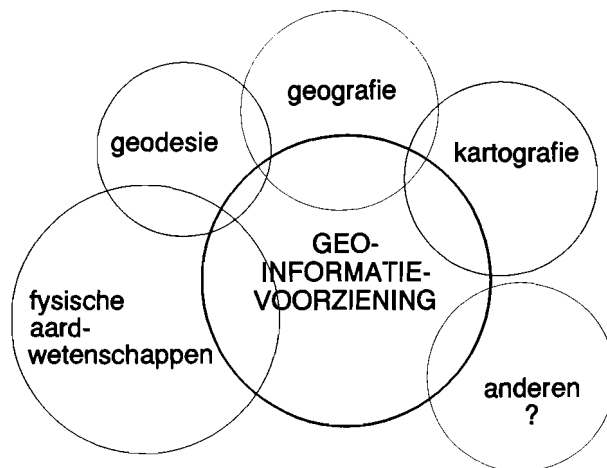 geografie
geodesie
kartografie
GEO-
INFORMATIE-
VOORZIENING
fysische
aard-
wetenschappen
anderen
?